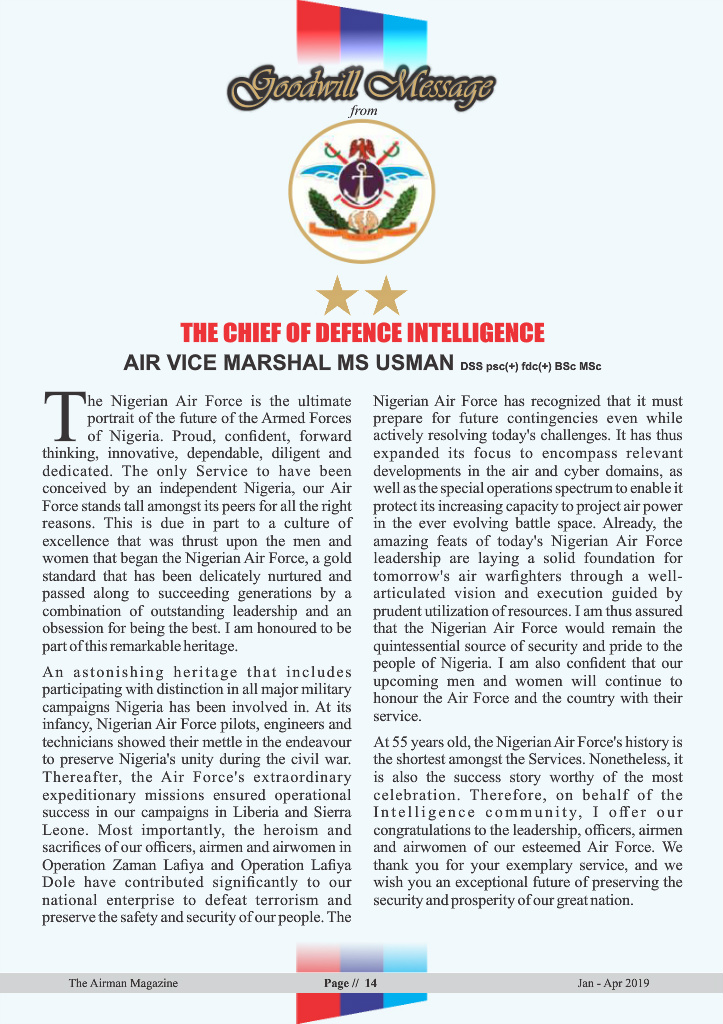 Goodwill Message
from
THE CHIEF OF DEFENCE INTELLIGENCE
AIR VICE MARSHAL MS USMAN DSS psc(+) fdc(+) BSc MSc
The Nigerian Air Force is the ultimate
portrait of the future of the Armed Forces
of Nigeria. Proud, confident, forward
thinking, innovative, dependable, diligent and
dedicated. The only Service to have been
conceived by an independent Nigeria, our Air
Force stands tall amongst its peers for all the right
reasons. This is due in part to a culture of
excellence that was thrust upon the men and
women that began the Nigerian Air Force, a gold
standard that has been delicately nurtured and
passed along to succeeding generations by a
combination of outstanding leadership and an
obsession for being the best. I am honoured to be
part of this remarkable heritage.
An astonishing heritage that includes
participating with distinction in all major military
campaigns Nigeria has been involved in. At its
infancy, Nigerian Air Force pilots, engineers and
technicians showed their mettle in the endeavour
to preserve Nigeria's unity during the civil war.
Thereafter, the Air Force's extraordinary
expeditionary missions ensured operational
success in our campaigns in Liberia and Sierra
Leone. Most importantly, the heroism and
sacrifices of our officers, airmen and airwomen in
Operation Zaman Lafiya and Operation Lafiya
Dole have contributed significantly to our
national enterprise to defeat terrorism and
preserve the safety and security of our people. The
Nigerian Air Force has recognized that it must
prepare for future contingencies even while
actively resolving today's challenges. It has thus
expanded its focus to encompass relevant
developments in the air and cyber domains, as
well as the special operations spectrum to enable it
protect its increasing capacity to project air power
in the ever evolving battle space. Already, the
amazing feats of today's Nigerian Air Force
leadership are laying a solid foundation for
tomorrow's air warfighters through a well-
articulated vision and execution guided by
prudent utilization of resources. I am thus assured
that the Nigerian Air Force would remain the
quintessential source of security and pride to the
people of Nigeria. I am also confident that our
upcoming men and women will continue to
honour the Air Force and the country with their
service.
At 55 years old, the Nigerian Air Force's history is
the shortest amongst the Services. Nonetheless, it
is also the success story worthy of the most
celebration. Therefore, on behalf of the
Intelligence community, I offer our
congratulations to the leadership, officers, airmen
and airwomen of our esteemed Air Force. We
thank you for your exemplary service, and we
wish you an exceptional future of preserving the
security and prosperity of our great nation.
The Airman Magazine
Page // 14
Jan - Apr 2019